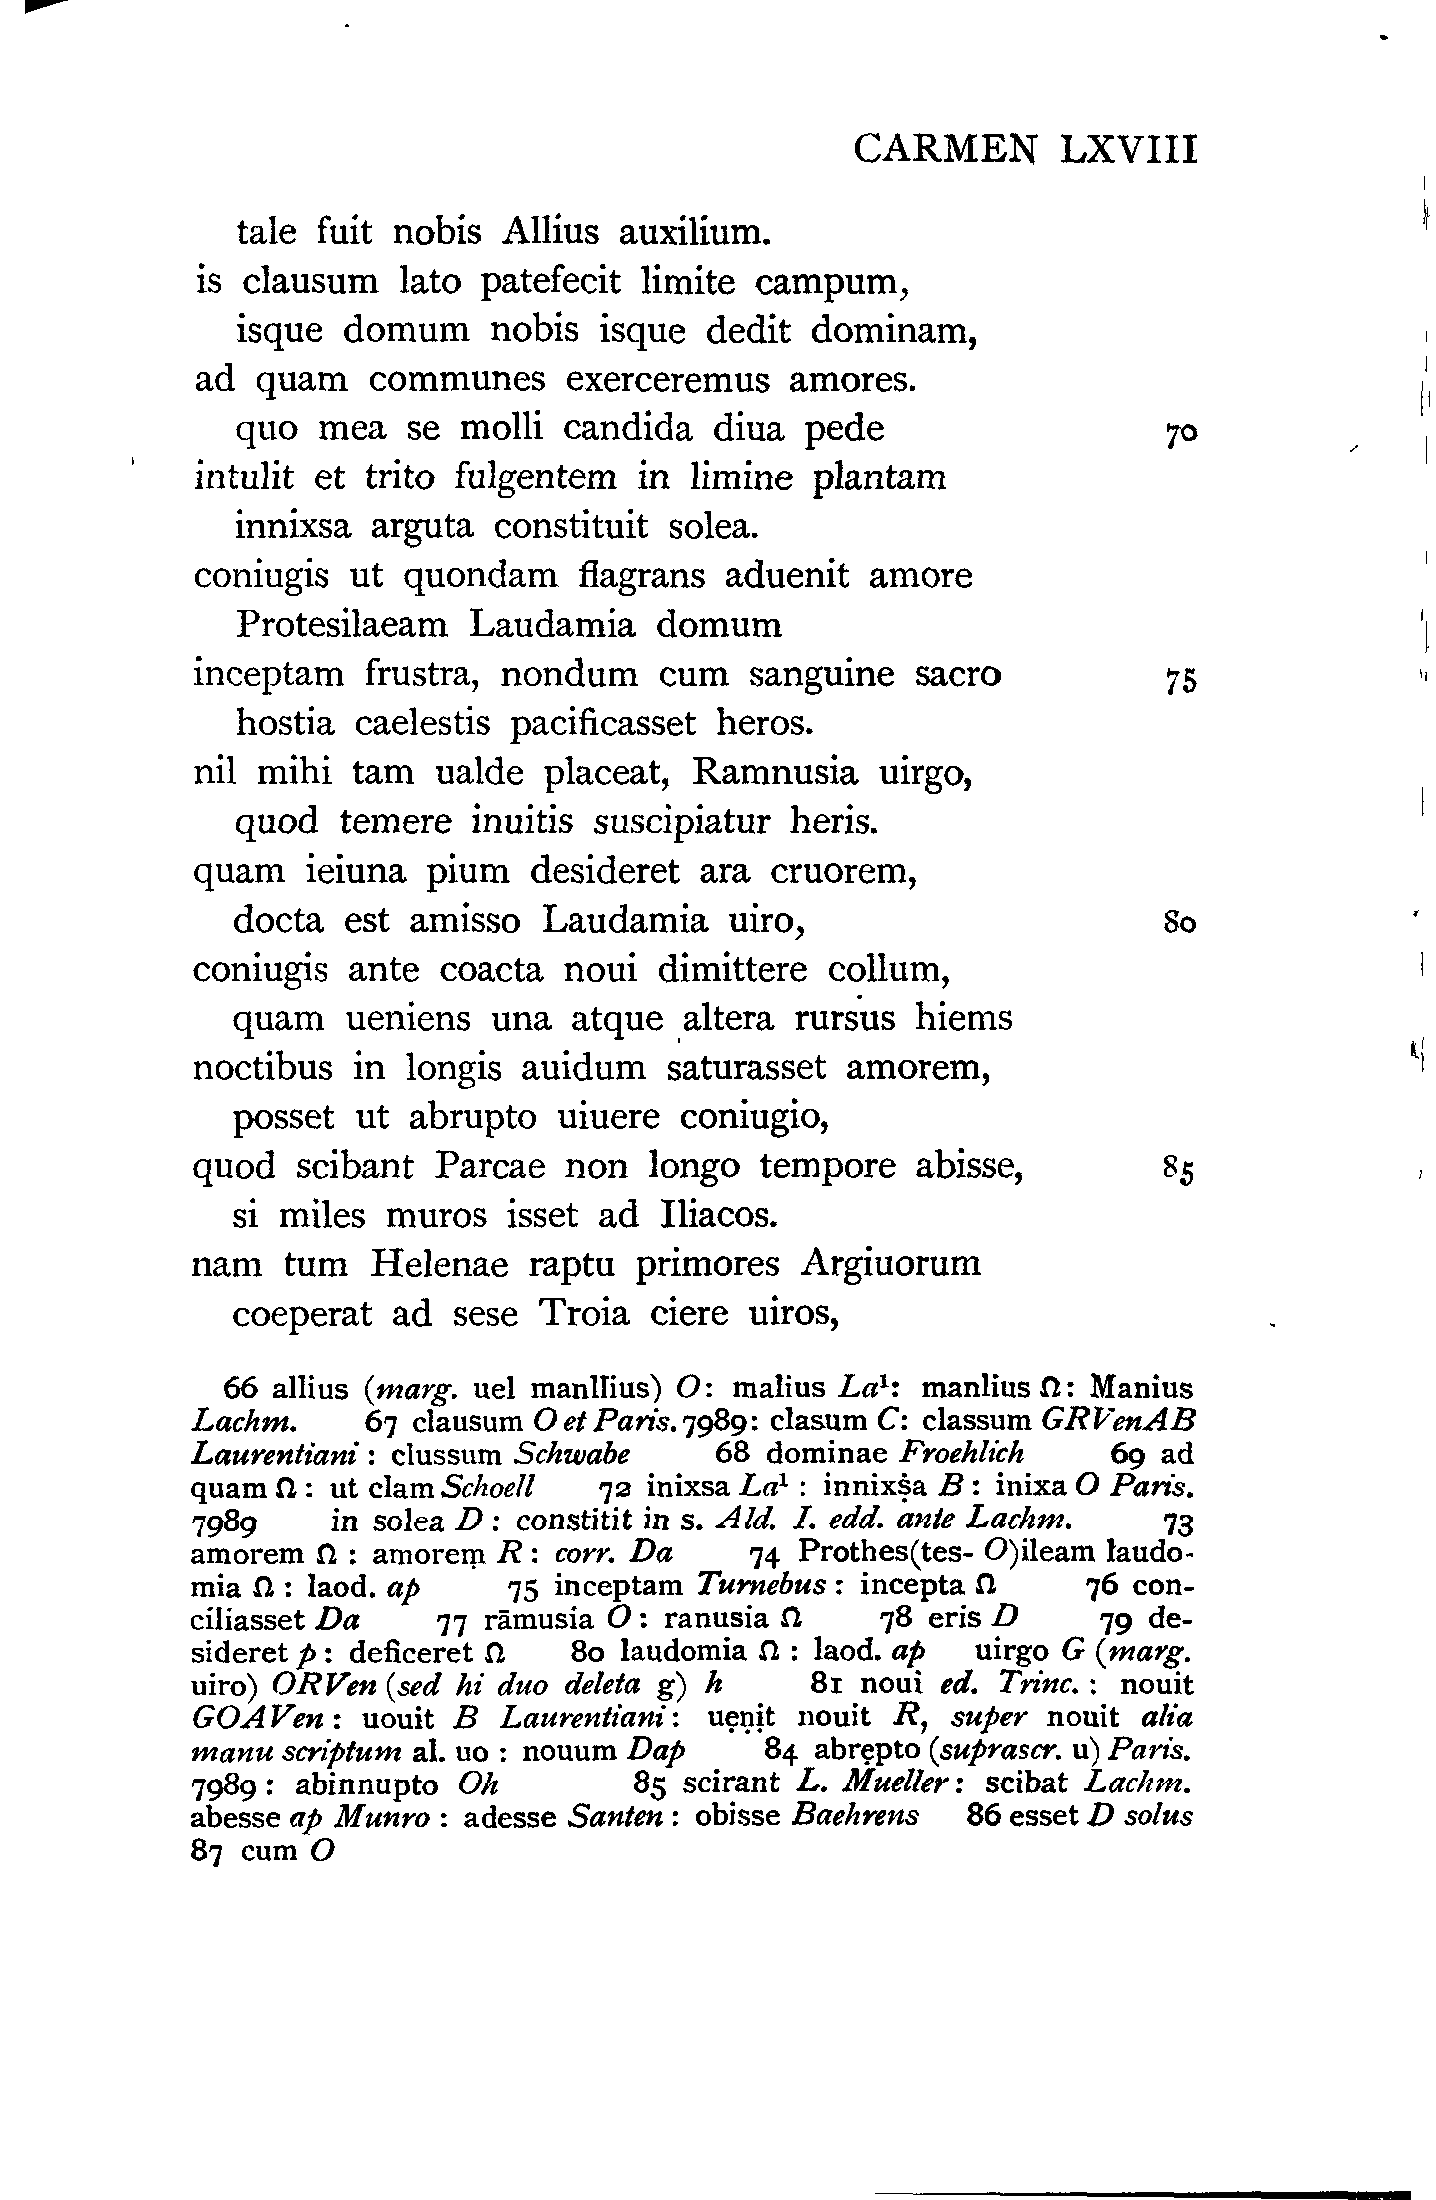 CARMEN LXVIII
tale fuit nobis Allius auxilium.
is clausum lato patefecit limite campum,
isque domum nobis isque dedit dominam,
ad quam communes exerceremus amores.
quo mea se molli candida diua pede 70
intulit et trito fulgentem in limine plantam
innixsa arguta constituit solea.
coniugis ut quondam flagrans aduenit amore
Protesilaeam Laudamia domum
inceptam frustra, nondum cum sanguine sacro 75
hostia caelestis pacificasset heros.
nil mihi tam ualde placeat, Ramnusia uirgo,
quod temere inuitis suscipiatur heris.
quam ieiuna pium desideret ara cruorem,
docta est amisso Laudamia uiro, 80
coniugis ante coacta noui dimittere collum,
quam ueniens una atque altera rursus hiems
noctibus in longis auidum saturasset amorem,
posset ut abrupto uiuere coniugio,
quod scibant Parcae non longo tempore abisse, 85
si miles muros isset ad Iliacos.
nam tum Helenae raptu primores Argiuorum
coeperat ad sese Troia ciere uiros,
66 allius (marg. uel manllius) O: malius La¹: manlius Ω: Manius
Lachm. 67 clausum O et Paris. 7989: clasum C: classum GRVenAB
Laurentiani: clussum Schwabe 68 dominae Froehlich 69 ad
quam Ω: ut clam Schoell 72 inixsa La¹: innixṣa B: inixa O Paris.
7989 in solea D: constitit in s. Ald. I. edd. ante Lachm. 73
amorem Ω: amoreṃ R: corr. Da 74 Prothes(tes- O)ileam laudo-
mia Ω: laod. ap 75 inceptam Turnebus: incepta Ω 76 con-
ciliasset Da 77 rāmusia O: ranusia Ω 78 eris D 79 de-
sideret p: deficeret Ω 80 laudomia Ω: laod. ap uirgo G (marg.
uiro) ORVen (sed hi duo deleta g) h 81 noui ed. Trinc.: nouit
GOAVen: uouit B Laurentiani: uẹṇịt nouit R, super nouit alia
manu scriptum al. uo: nouum Dap 84 abrẹpto (suprascr. u) Paris.
7989: abinnupto Oh 85 scirant L. Mueller: scibat Lachm.
abesse ap Munro: adesse Santen: obisse Baehrens 86 esset D solus
87 cum O